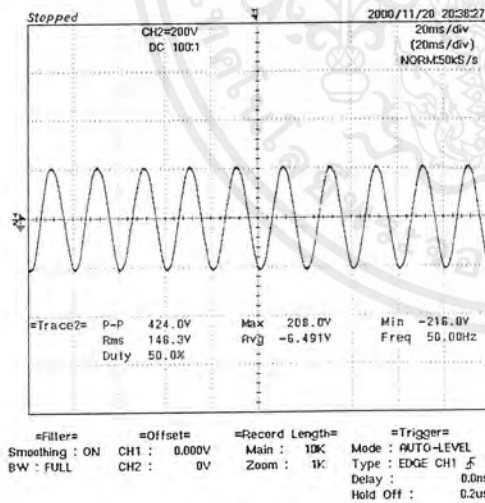 Stopped 2000/11/20 20:38:27
CH2=200V 20ms/div
DC 100:1 (20ms/div)
NORM:50kS/s
=Trace2= P-P 424.0V Max 208.0V Min -216.0V
Rms 146.3V Avg -6.491V Freq 50.00Hz
Duty 50.0%
=Filter= =Offset= =Record Length= =Trigger=
Smoothing : ON CH1 : 0.000V Main : 10K Mode : AUTO-LEVEL
BW : FULL CH2 : 0V Zoom : 1K Type : EDGE CH1
Delay : 0.0ns
Hold Off : 0.2us